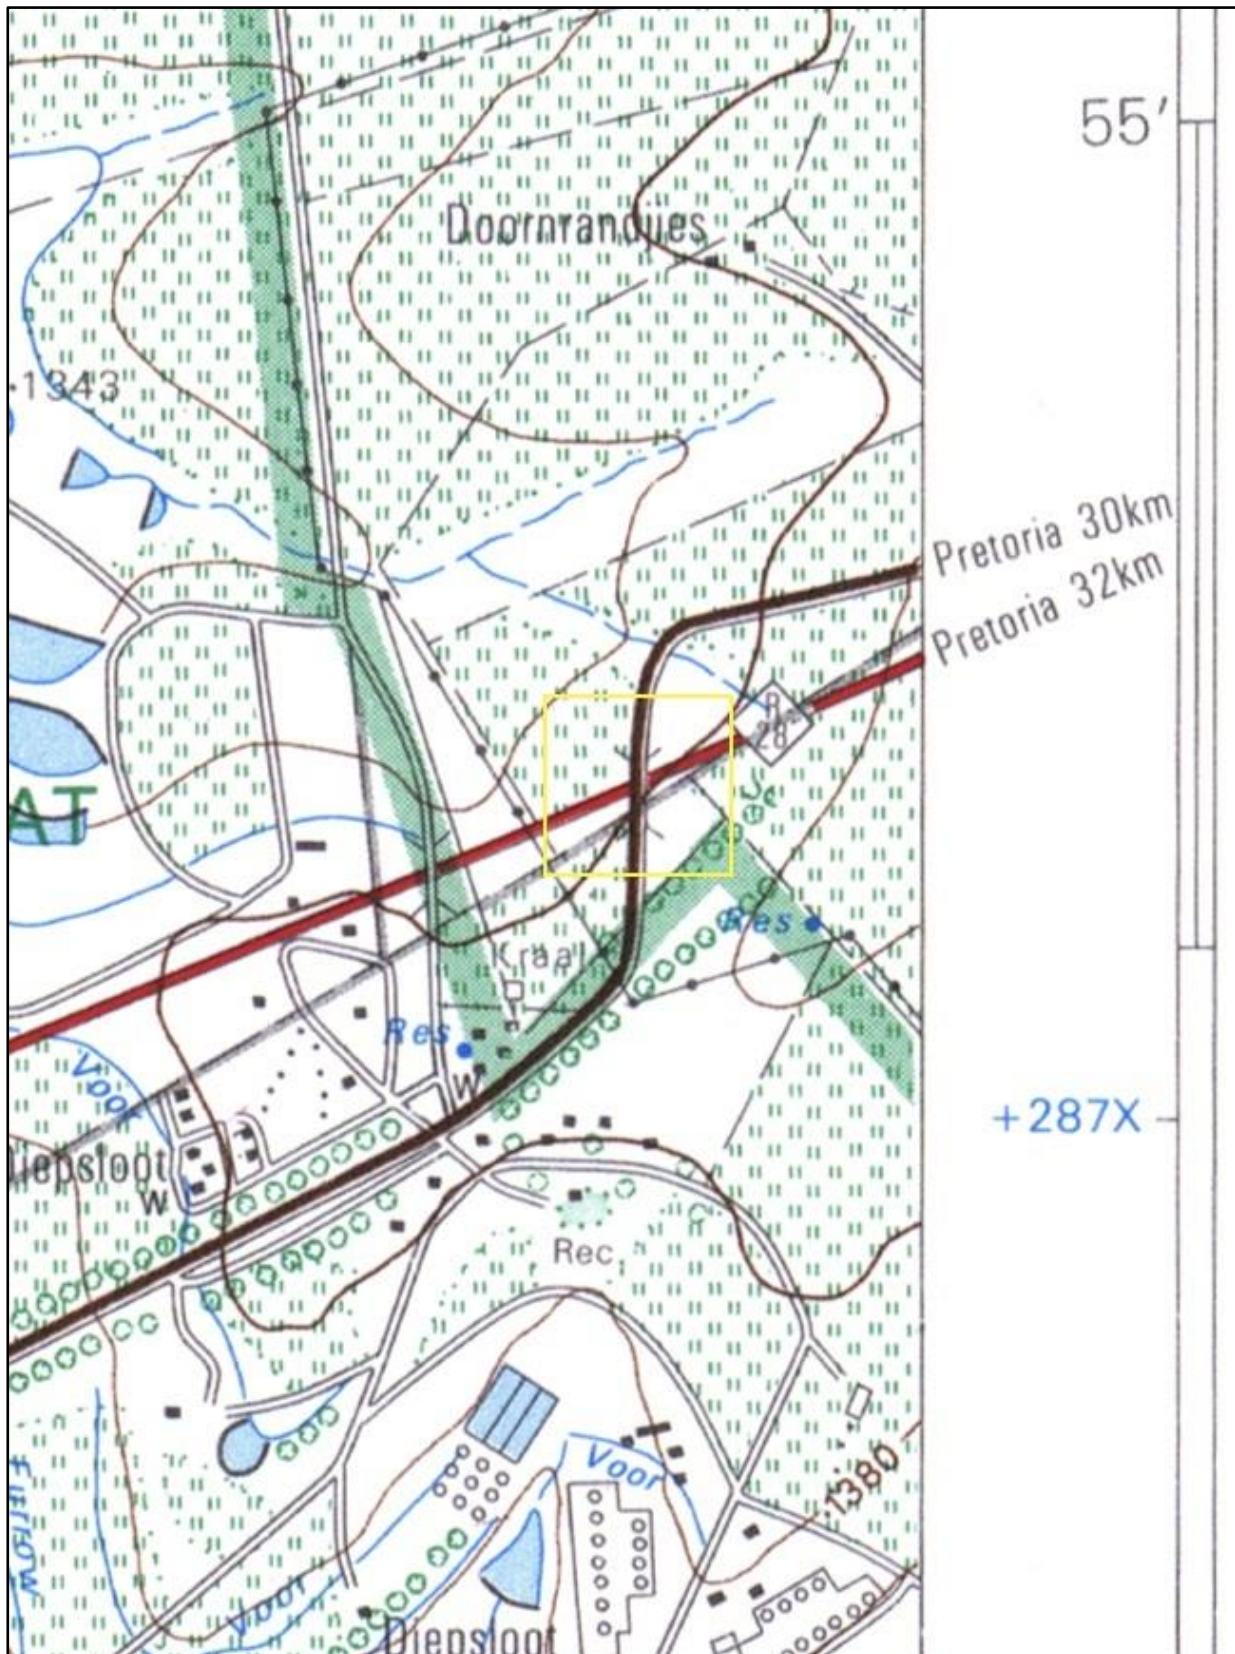 55'
Doornrandjes
·1343
Pretoria 30km
Pretoria 32km
R
28
AT
Res
Kraal
Res
Voor
W
+287X
Diepsloot
W
Rec
Voor
1380
Furrow
Voor
Diepsloot